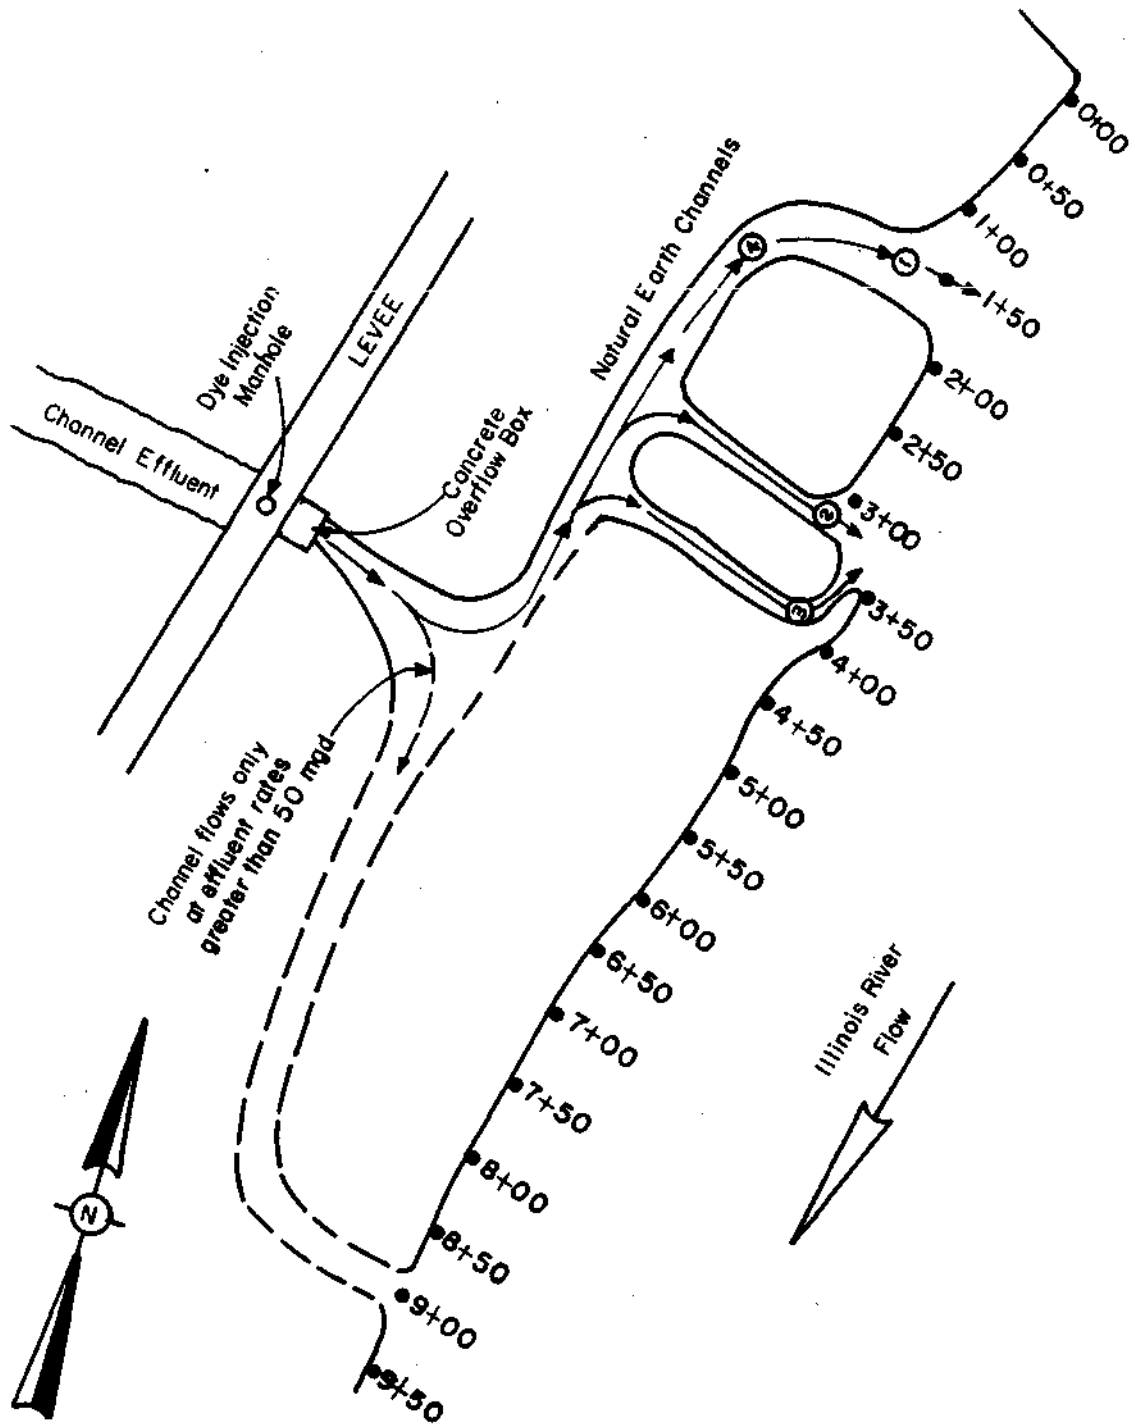 0+00
0+50
1+00
1+50
2+00
2+50
3+00
3+50
4+00
4+50
5+00
5+50
6+00
6+50
7+00
7+50
8+00
8+50
9+00
9+50
Natural Earth Channels
4
1
2
3
LEVEE
Dye Injection
Manhole
Channel Effluent
Concrete
Overflow Box
Channel flows only
at effluent rates
greater than 50 mgd
Illinois River
Flow
N